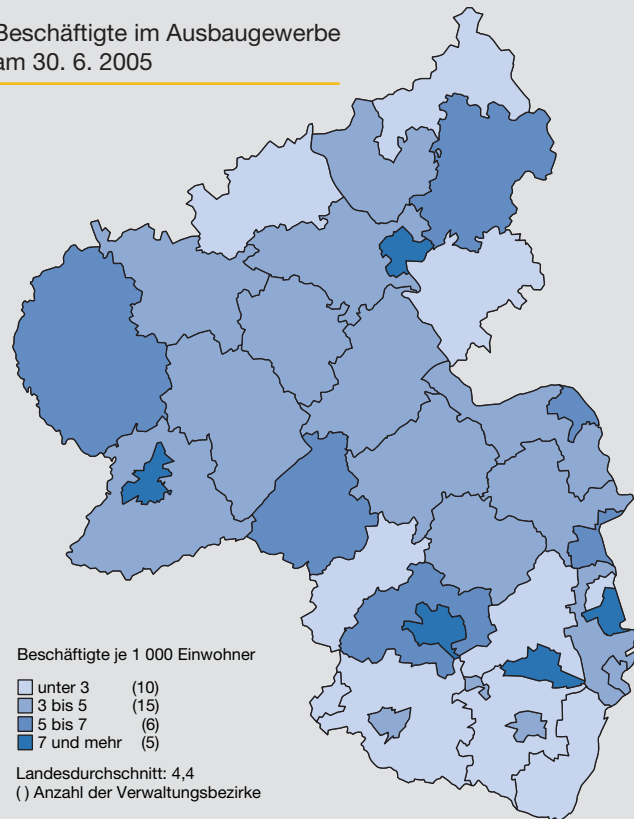 Beschäftigte im Ausbaugewerbe
am 30. 6. 2005
Beschäftigte je 1 000 Einwohner
unter 3 (10)
3 bis 5 (15)
5 bis 7 (6)
7 und mehr (5)
Landesdurchschnitt: 4,4
( ) Anzahl der Verwaltungsbezirke